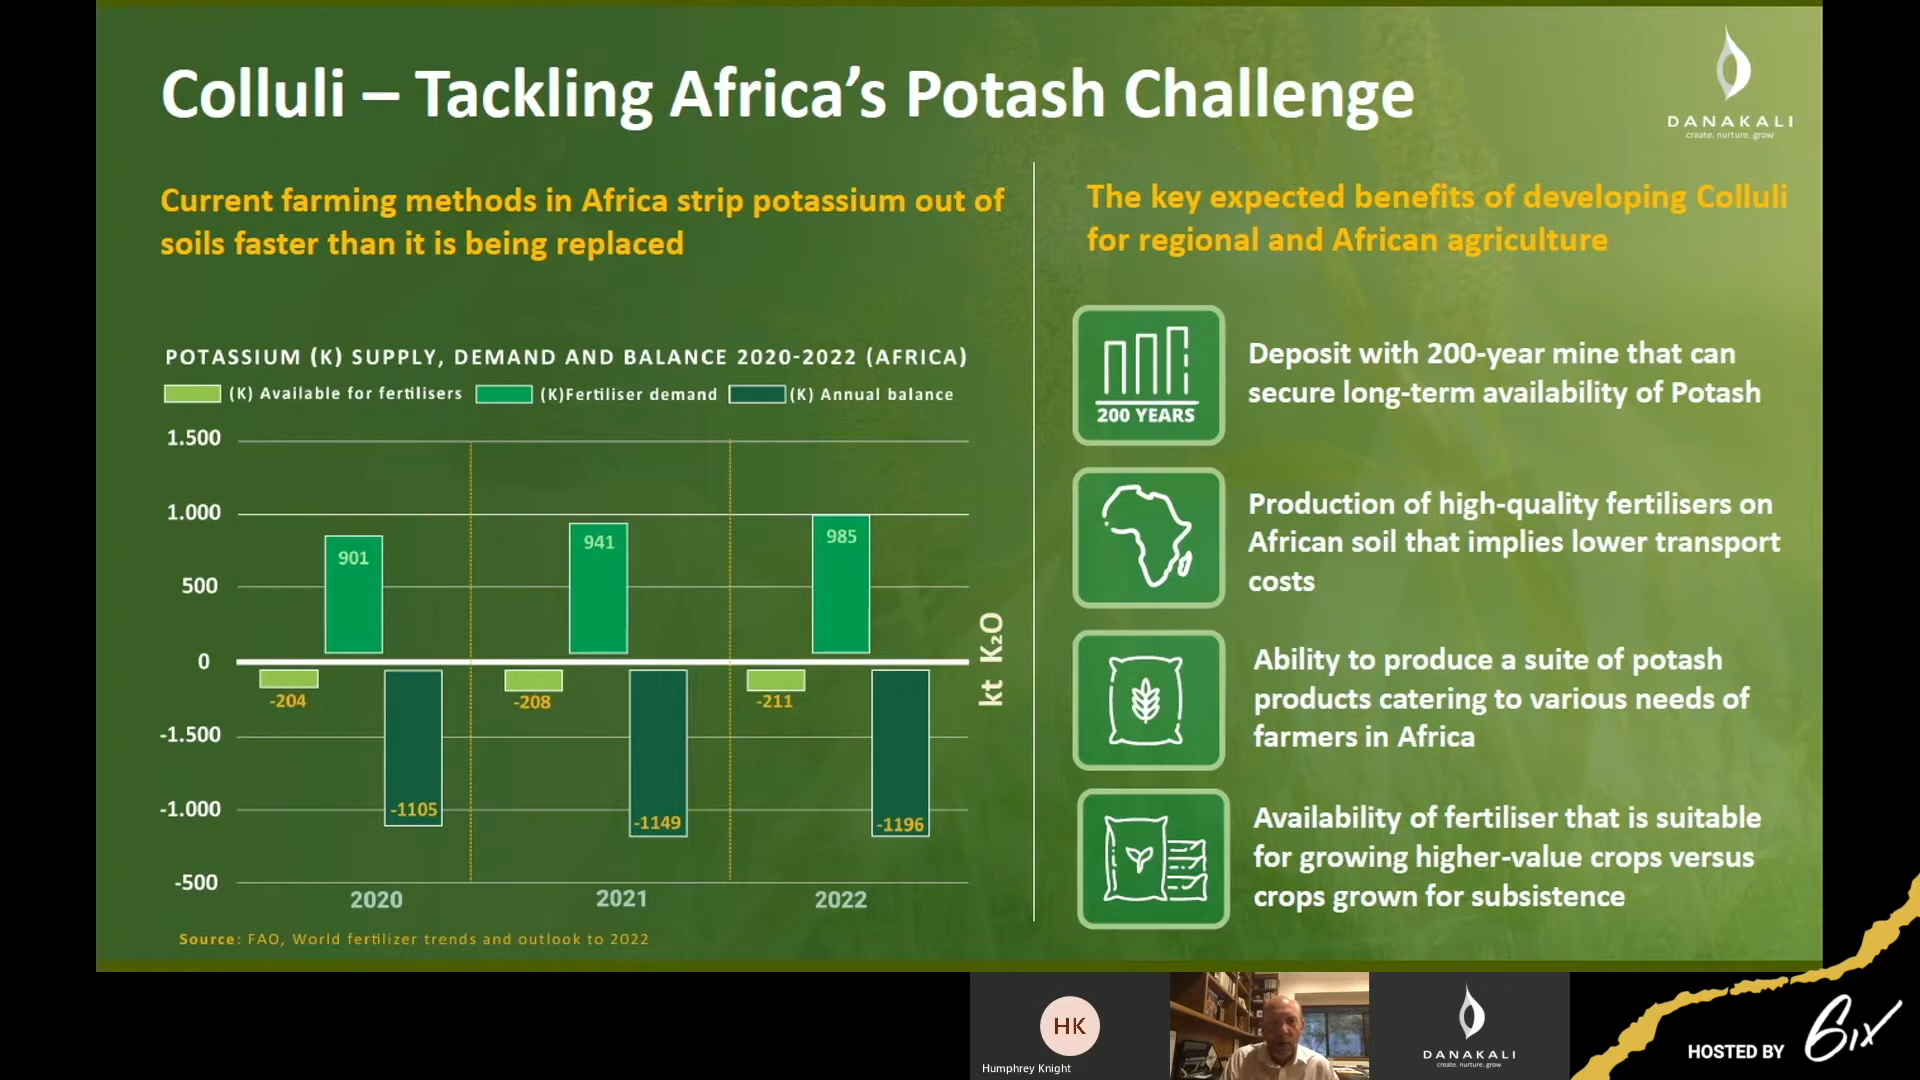 Colluli – Tackling Africa's Potash Challenge
DANAKALI
create. nurture. grow
Current farming methods in Africa strip potassium out of
soils faster than it is being replaced
POTASSIUM (K) SUPPLY, DEMAND AND BALANCE 2020-2022 (AFRICA)
(K) Available for fertilisers
(K)Fertiliser demand
(K) Annual balance
1.500
1.000
500
0
-1.500
-1.000
-500
901
941
985
-204
-208
-211
-1105
-1149
-1196
kt K₂O
2020
2021
2022
Source: FAO, World fertilizer trends and outlook to 2022
The key expected benefits of developing Colluli
for regional and African agriculture
200 YEARS
Deposit with 200-year mine that can
secure long-term availability of Potash
Production of high-quality fertilisers on
African soil that implies lower transport
costs
Ability to produce a suite of potash
products catering to various needs of
farmers in Africa
Availability of fertiliser that is suitable
for growing higher-value crops versus
crops grown for subsistence
HK
Humphrey Knight
DANAKALI
create. nurture. grow
HOSTED BY
6ix